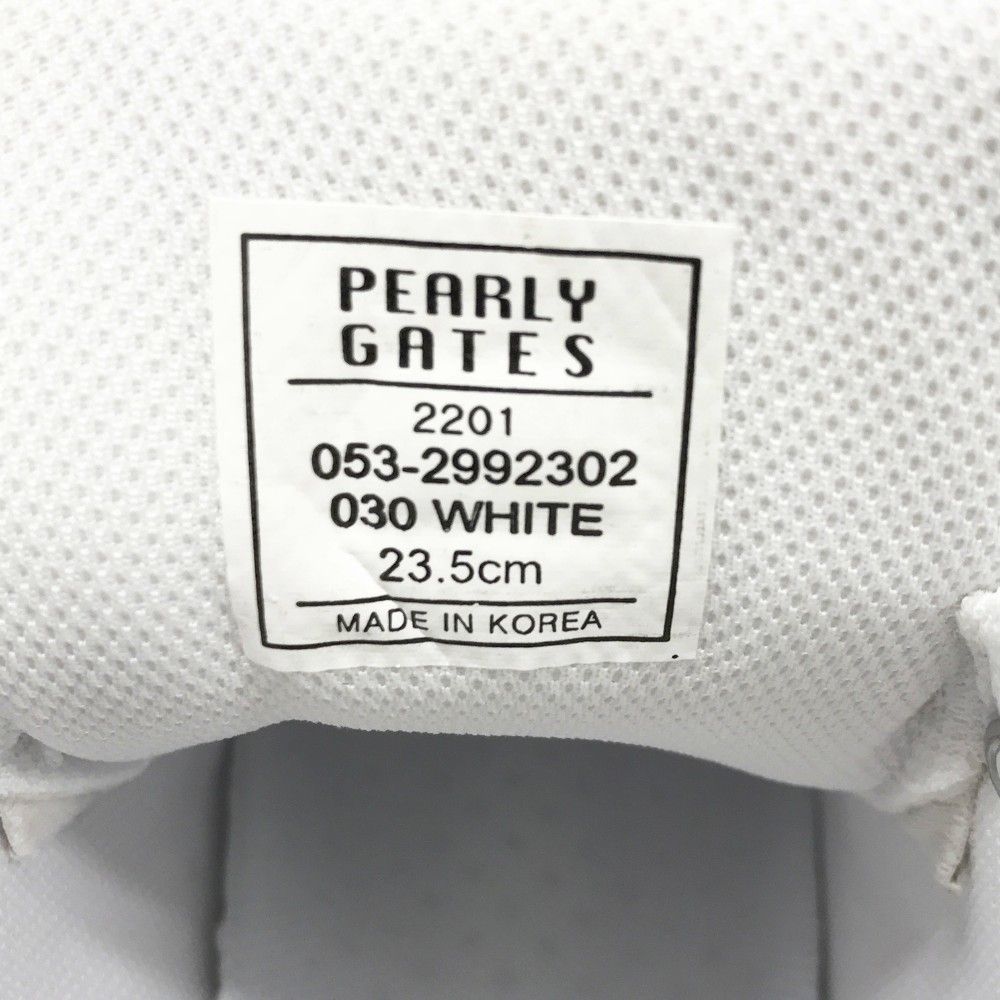 PEARLY
GATES
2201
053-2992302
030 WHITE
23.5cm
MADE IN KOREA